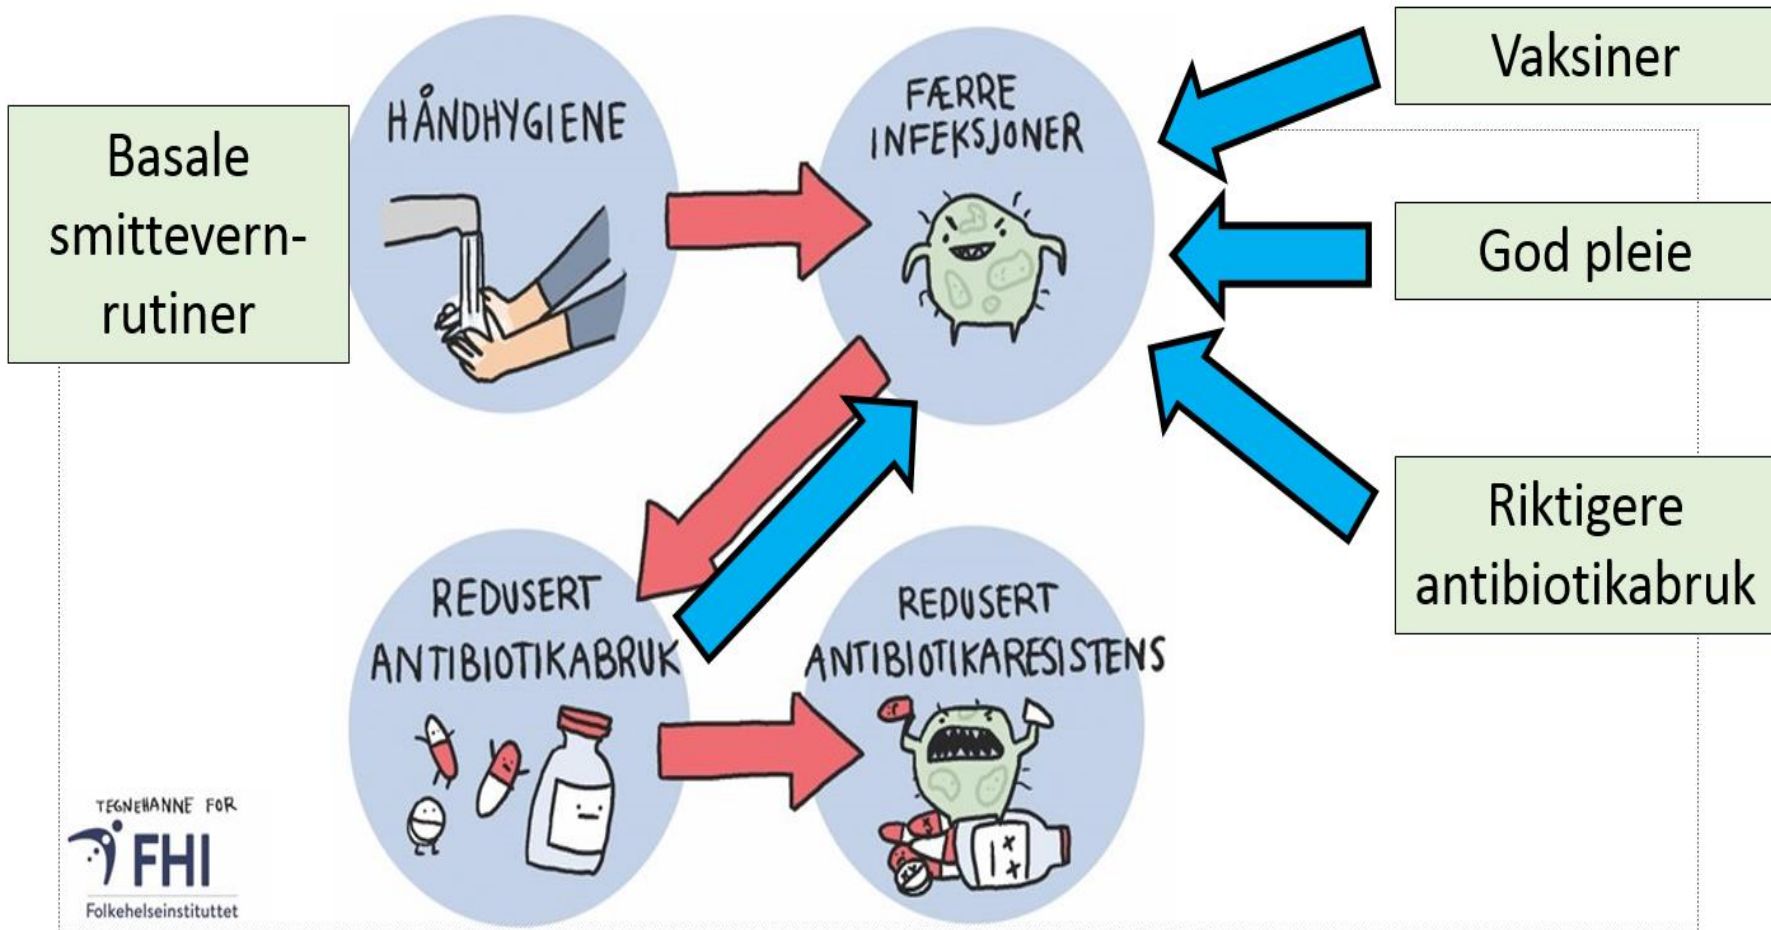 Basale
smittevern-
rutiner
HÅNDHYGIENE
FÆRRE
INFEKSJONER
Vaksiner
God pleie
Riktigere
antibiotikabruk
REDUSERT
ANTIBIOTIKABRUK
REDUSERT
ANTIBIOTIKARESISTENS
TEGNEHANNE FOR
FHI
Folkehelseinstituttet